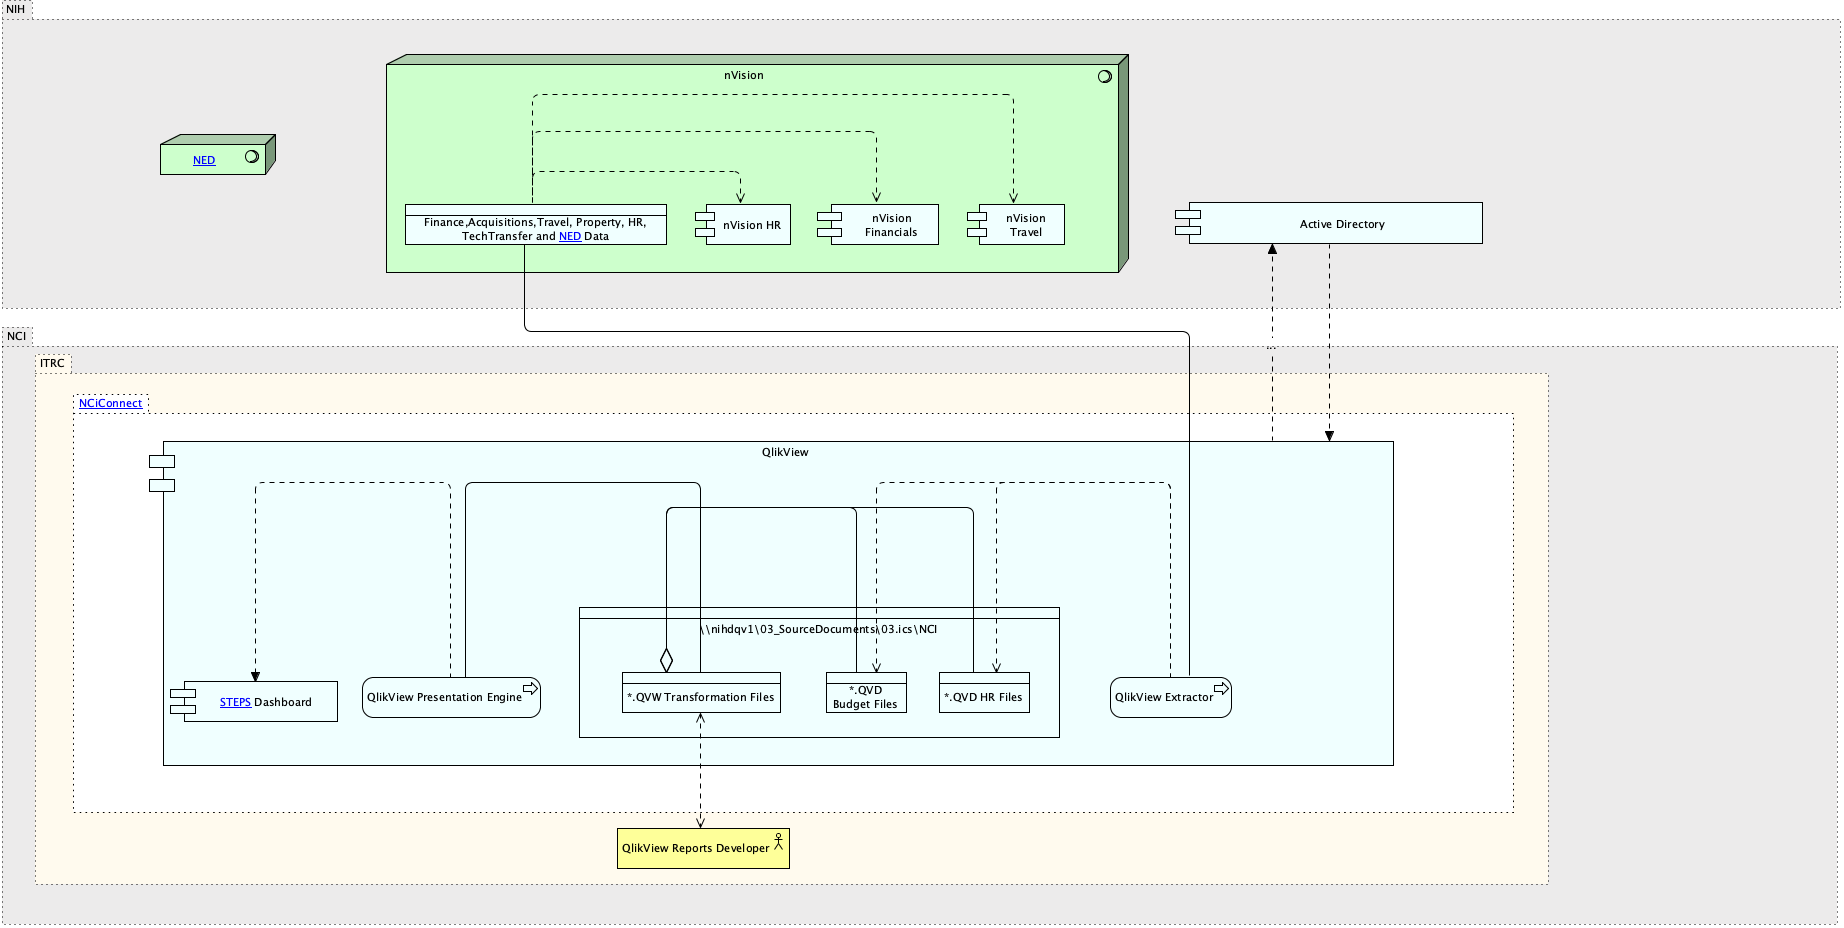 NIH
nVision
NED
Finance,Acquisitions,Travel, Property, HR,
TechTransfer and NED Data
nVision HR
nVision
Financials
nVision
Travel
Active Directory
NCI
...
ITRC
NCiConnect
QlikView
\\nihdqv1\03_SourceDocuments\03.ics\NCI
STEPS Dashboard
QlikView Presentation Engine
*.QVW Transformation Files
*.QVD
Budget Files
*.QVD HR Files
QlikView Extractor
QlikView Reports Developer